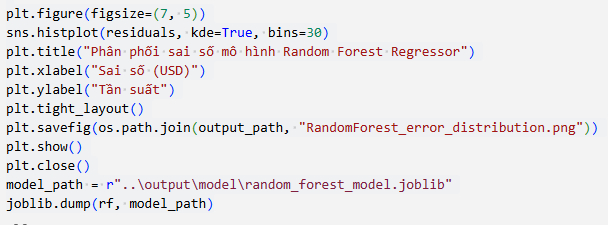 plt.figure(figsize=(7, 5))
sns.histplot(residuals, kde=True, bins=30)
plt.title("Phân phối sai số mô hình Random Forest Regressor")
plt.xlabel("Sai số (USD)")
plt.ylabel("Tần suất")
plt.tight_layout()
plt.savefig(os.path.join(output_path, "RandomForest_error_distribution.png"))
plt.show()
plt.close()
model_path = r"..\output\model\random_forest_model.joblib"
joblib.dump(rf, model_path)